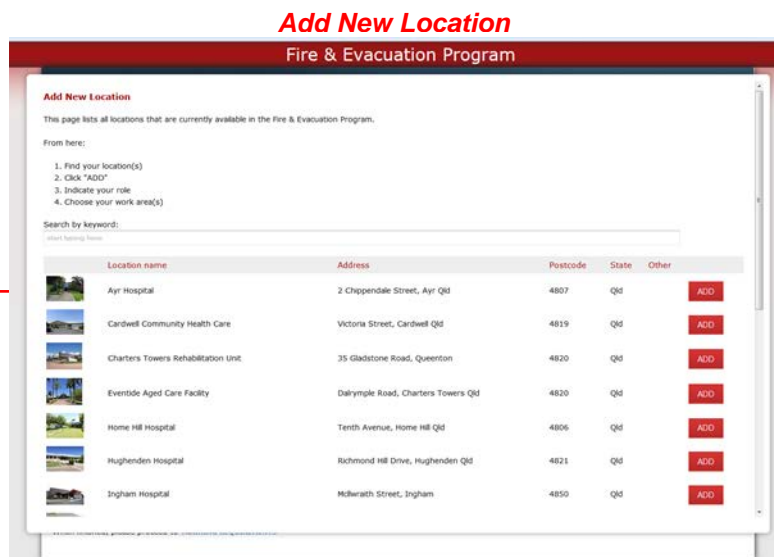 Add New Location
Fire & Evacuation Program
Add New Location
This page lists all locations that are currently available in the Fire & Evacuation Program.
From here:
1. Find your location(s)
2. Click "ADD"
3. Indicate your role
4. Choose your work area(s)
Search by keyword:
start typing here
Location name Address Postcode State Other
Ayr Hospital 2 Chippendale Street, Ayr Qld 4807 Qld ADD
Cardwell Community Health Care Victoria Street, Cardwell Qld 4819 Qld ADD
Charters Towers Rehabilitation Unit 35 Gladstone Road, Queenton 4820 Qld ADD
Eventide Aged Care Facility Dalrymple Road, Charters Towers Qld 4820 Qld ADD
Home Hill Hospital Tenth Avenue, Home Hill Qld 4806 Qld ADD
Hughenden Hospital Richmond Hill Drive, Hughenden Qld 4821 Qld ADD
Ingham Hospital McIlwraith Street, Ingham 4850 Qld ADD